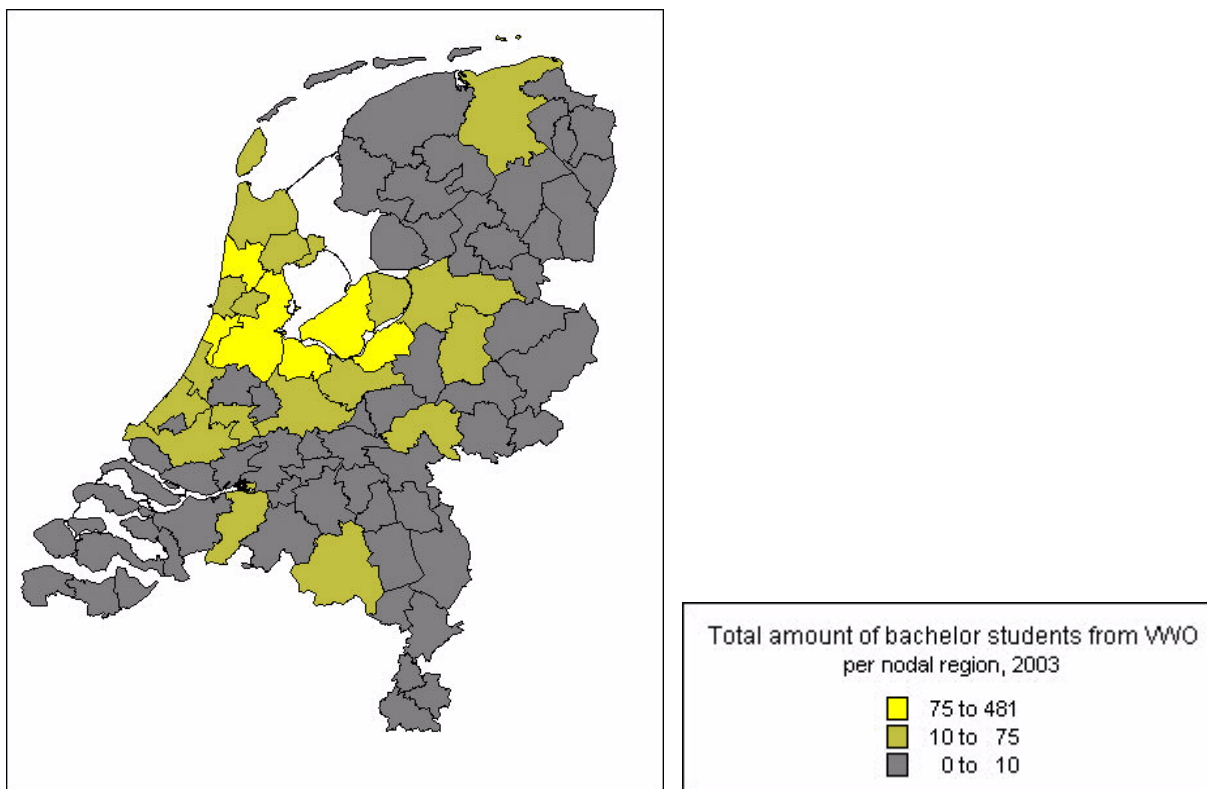 Total amount of bachelor students from VWO
per nodal region, 2003
75 to 481
10 to 75
0 to 10